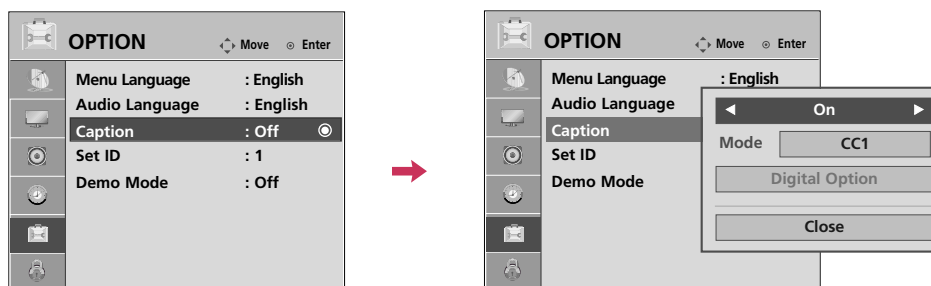 OPTION Move Enter
Menu Language : English
Audio Language : English
Caption : Off
Set ID : 1
Demo Mode : Off
OPTION Move Enter
Menu Language : English
Audio Language
Caption
Set ID
Demo Mode
On
Mode CC1
Digital Option
Close